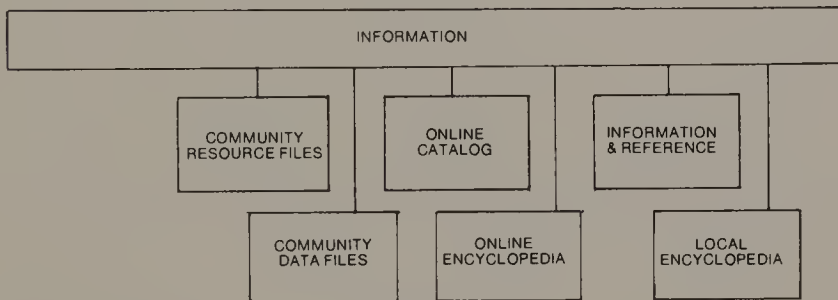 INFORMATION
COMMUNITY
RESOURCE FILES
ONLINE
CATALOG
INFORMATION
& REFERENCE
COMMUNITY
DATA FILES
ONLINE
ENCYCLOPEDIA
LOCAL
ENCYCLOPEDIA